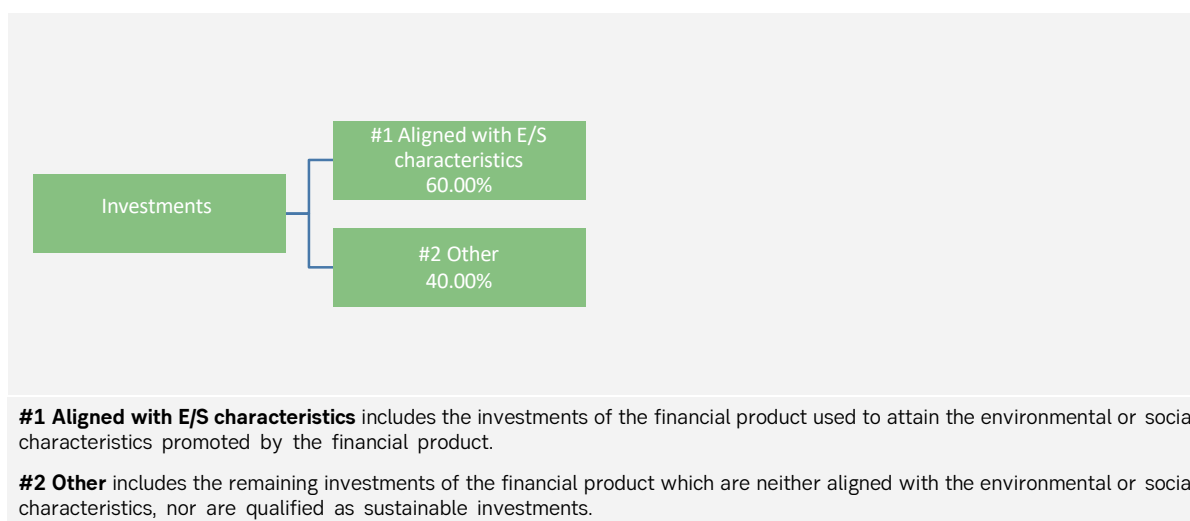 #1 Aligned with E/S
characteristics
60.00%
Investments
#2 Other
40.00%
#1 Aligned with E/S characteristics includes the investments of the financial product used to attain the environmental or socia
characteristics promoted by the financial product.
#2 Other includes the remaining investments of the financial product which are neither aligned with the environmental or socia
characteristics, nor are qualified as sustainable investments.